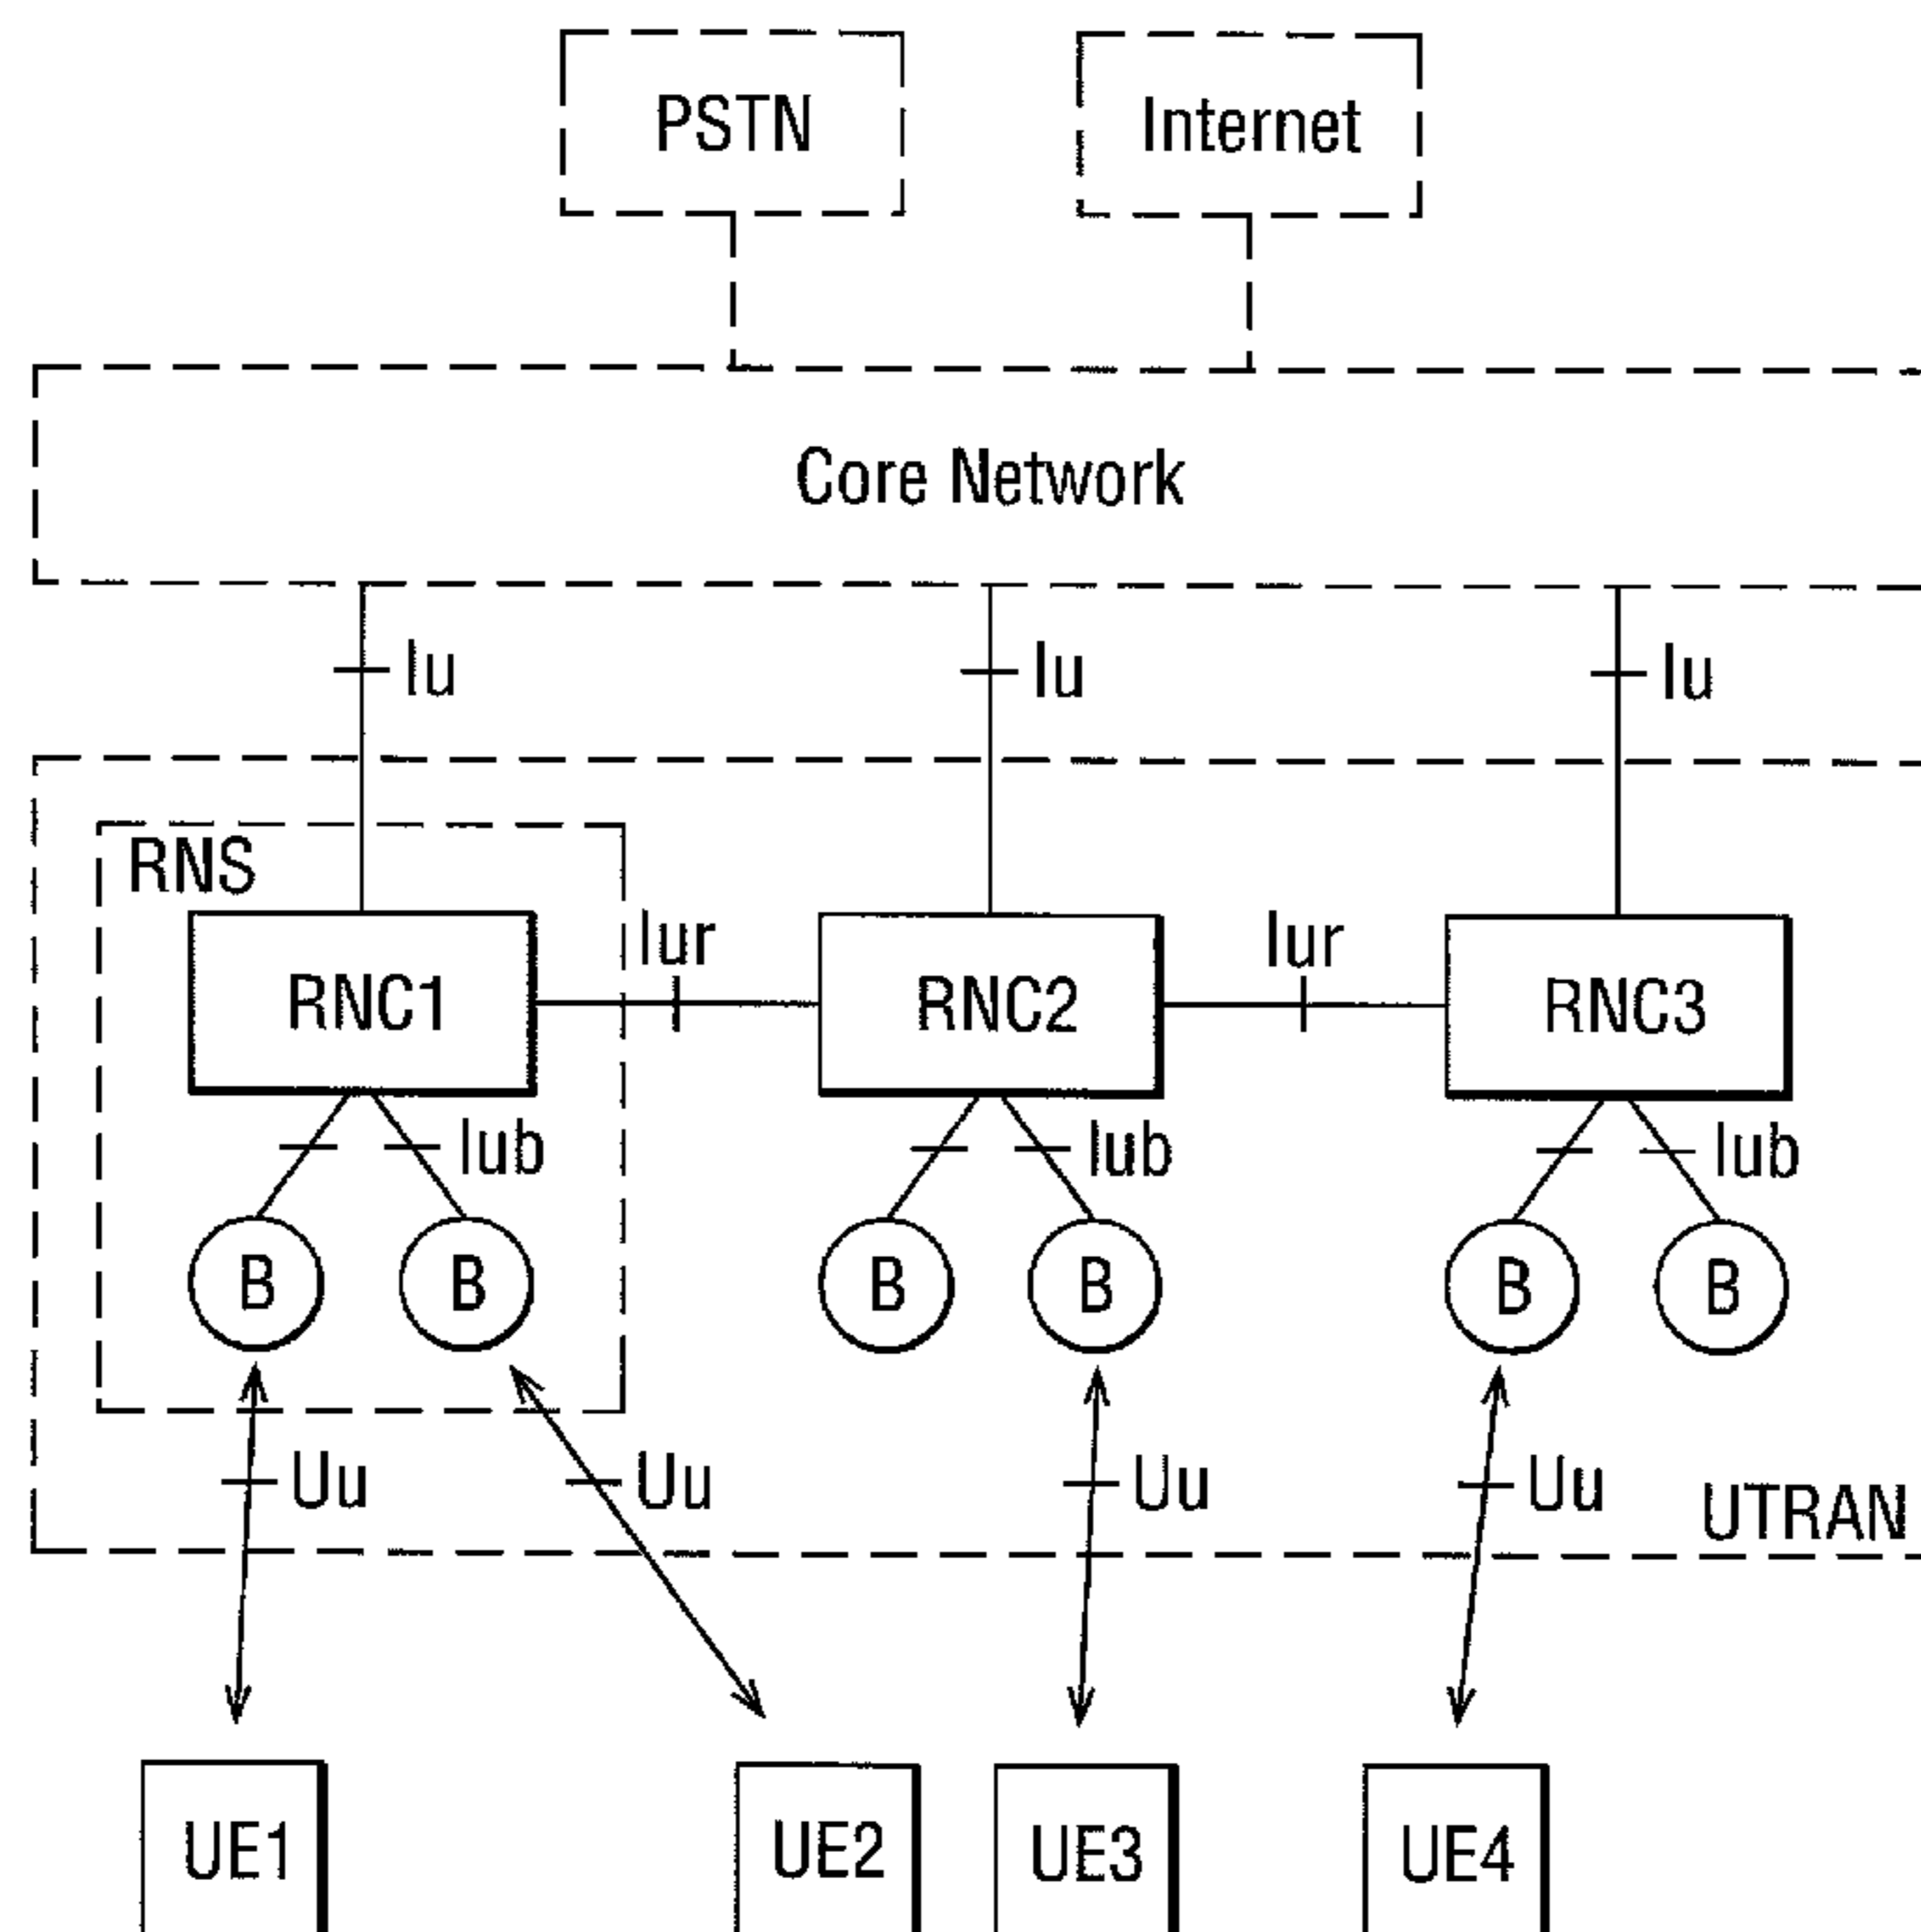 PSTN
Internet
Core Network
Iu
Iu
Iu
RNS
Iur
Iur
RNC1
RNC2
RNC3
Iub
Iub
Iub
B
B
B
B
B
B
Uu
Uu
Uu
Uu
UTRAN
UE1
UE2
UE3
UE4